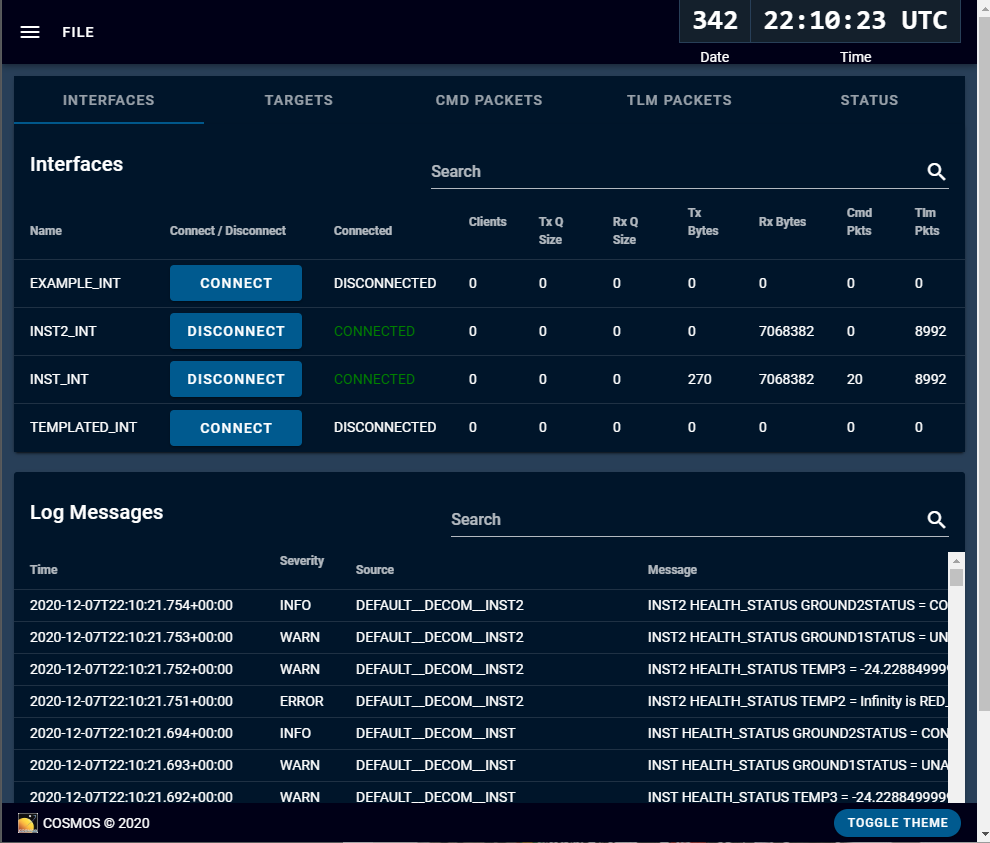 FILE
342 22:10:23 UTC
Date Time
INTERFACES TARGETS CMD PACKETS TLM PACKETS STATUS
Interfaces
Search
Name Connect / Disconnect Connected Clients Tx Q Size Rx Q Size Tx Bytes Rx Bytes Cmd Pkts Tlm Pkts
EXAMPLE_INT CONNECT DISCONNECTED 0 0 0 0 0 0 0
INST2_INT DISCONNECT CONNECTED 0 0 0 0 7068382 0 8992
INST_INT DISCONNECT CONNECTED 0 0 0 270 7068382 20 8992
TEMPLATED_INT CONNECT DISCONNECTED 0 0 0 0 0 0 0
Log Messages
Search
Time Severity Source Message
2020-12-07T22:10:21.754+00:00 INFO DEFAULT__DECOM__INST2 INST2 HEALTH_STATUS GROUND2STATUS = CO
2020-12-07T22:10:21.753+00:00 WARN DEFAULT__DECOM__INST2 INST2 HEALTH_STATUS GROUND1STATUS = UN
2020-12-07T22:10:21.752+00:00 WARN DEFAULT__DECOM__INST2 INST2 HEALTH_STATUS TEMP3 = -24.228849999
2020-12-07T22:10:21.751+00:00 ERROR DEFAULT__DECOM__INST2 INST2 HEALTH_STATUS TEMP2 = Infinity is RED_
2020-12-07T22:10:21.694+00:00 INFO DEFAULT__DECOM__INST INST HEALTH_STATUS GROUND2STATUS = CON
2020-12-07T22:10:21.693+00:00 WARN DEFAULT__DECOM__INST INST HEALTH_STATUS GROUND1STATUS = UNA
2020-12-07T22:10:21.692+00:00 WARN DEFAULT__DECOM__INST INST HEALTH_STATUS TEMP3 = -24.2288499999
COSMOS © 2020 TOGGLE THEME